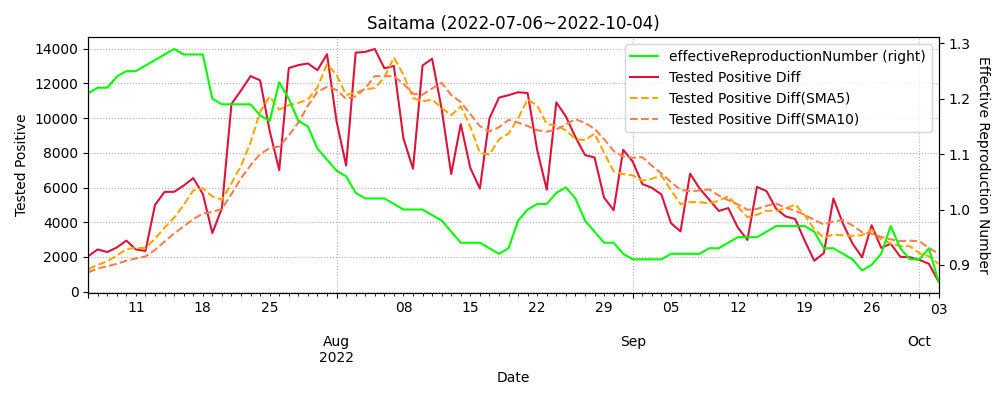 Saitama (2022-07-06~2022-10-04)
effectiveReproductionNumber (right)
Tested Positive Diff
Tested Positive Diff(SMA5)
Tested Positive Diff(SMA10)
Tested Positive
14000
12000
10000
8000
6000
4000
2000
0
1.3
1.2
1.1
1.0
0.9
Effective Reproduction Number
11 18 25 08 15 22 29 05 12 19 26 03
Aug Sep Oct
2022
Date